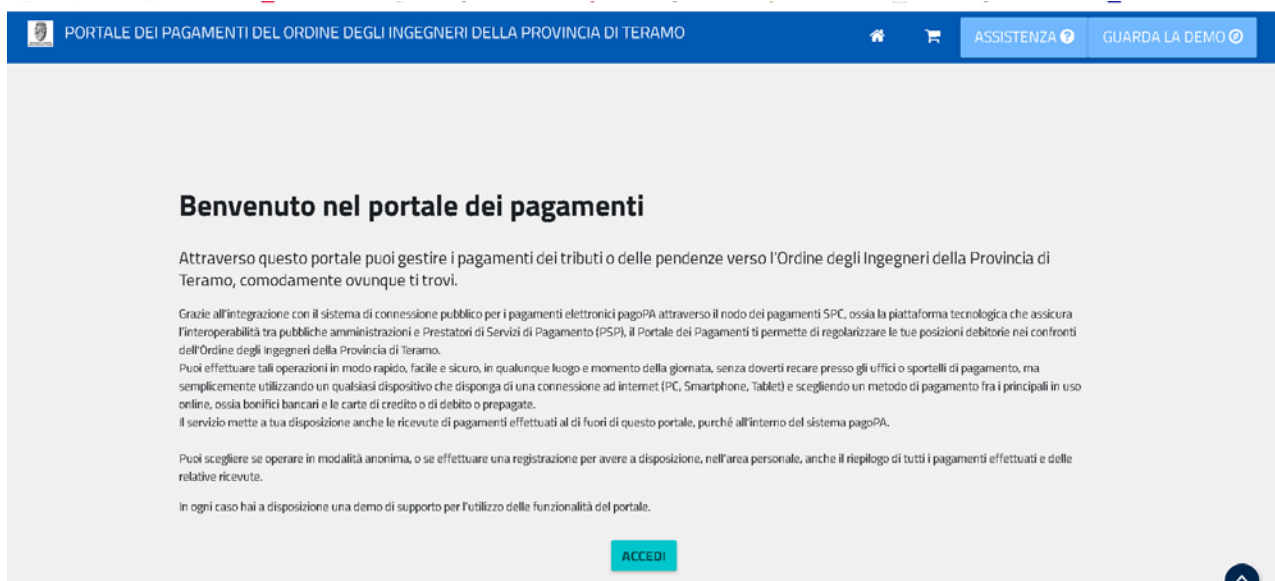 PORTALE DEI PAGAMENTI DEL ORDINE DEGLI INGEGNERI DELLA PROVINCIA DI TERAMO
ASSISTENZA
GUARDA LA DEMO
Benvenuto nel portale dei pagamenti
Attraverso questo portale puoi gestire i pagamenti dei tributi o delle pendenze verso l'Ordine degli Ingegneri della Provincia di
Teramo, comodamente ovunque ti trovi.
Grazie all'integrazione con il sistema di connessione pubblico per i pagamenti elettronici pagoPA attraverso il nodo dei pagamenti SPC, ossia la piattaforma tecnologica che assicura
l'interoperabilità tra pubbliche amministrazioni e Prestatori di Servizi di Pagamento (PSP), il Portale dei Pagamenti ti permette di regolarizzare le tue posizioni debitorie nei confronti
dell'Ordine degli Ingegneri della Provincia di Teramo.
Puoi effettuare tali operazioni in modo rapido, facile e sicuro, in qualunque luogo e momento della giornata, senza doverti recare presso gli uffici o sportelli di pagamento, ma
semplicemente utilizzando un qualsiasi dispositivo che disponga di una connessione ad internet (PC, Smartphone, Tablet) e scegliendo un metodo di pagamento fra i principali in uso
online, ossia bonifici bancari e le carte di credito o di debito o prepagate.
Il servizio mette a tua disposizione anche le ricevute di pagamenti effettuati al di fuori di questo portale, purché all'interno del sistema pagoPA.
Puoi scegliere se operare in modalità anonima, o se effettuare una registrazione per avere a disposizione, nell'area personale, anche il riepilogo di tutti i pagamenti effettuati e delle
relative ricevute.
In ogni caso hai a disposizione una demo di supporto per l'utilizzo delle funzionalità del portale.
ACCEDI